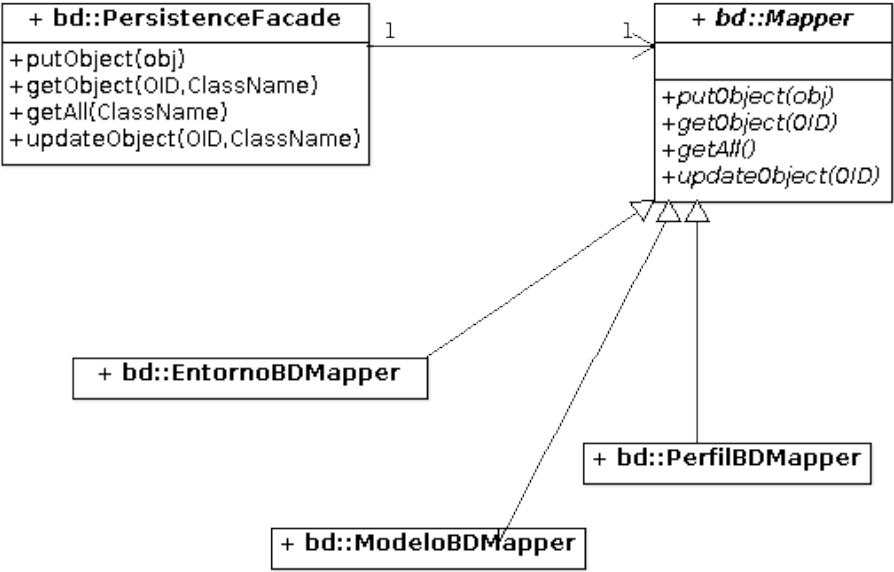 + bd::PersistenceFacade
+putObject(obj)
+getObject(OID,ClassName)
+getAll(ClassName)
+updateObject(OID,ClassName)
1
1
+ bd::Mapper
+putObject(obj)
+getObject(OID)
+getAll()
+updateObject(OID)
+ bd::EntornoBDMapper
+ bd::PerfilBDMapper
+ bd::ModeloBDMapper